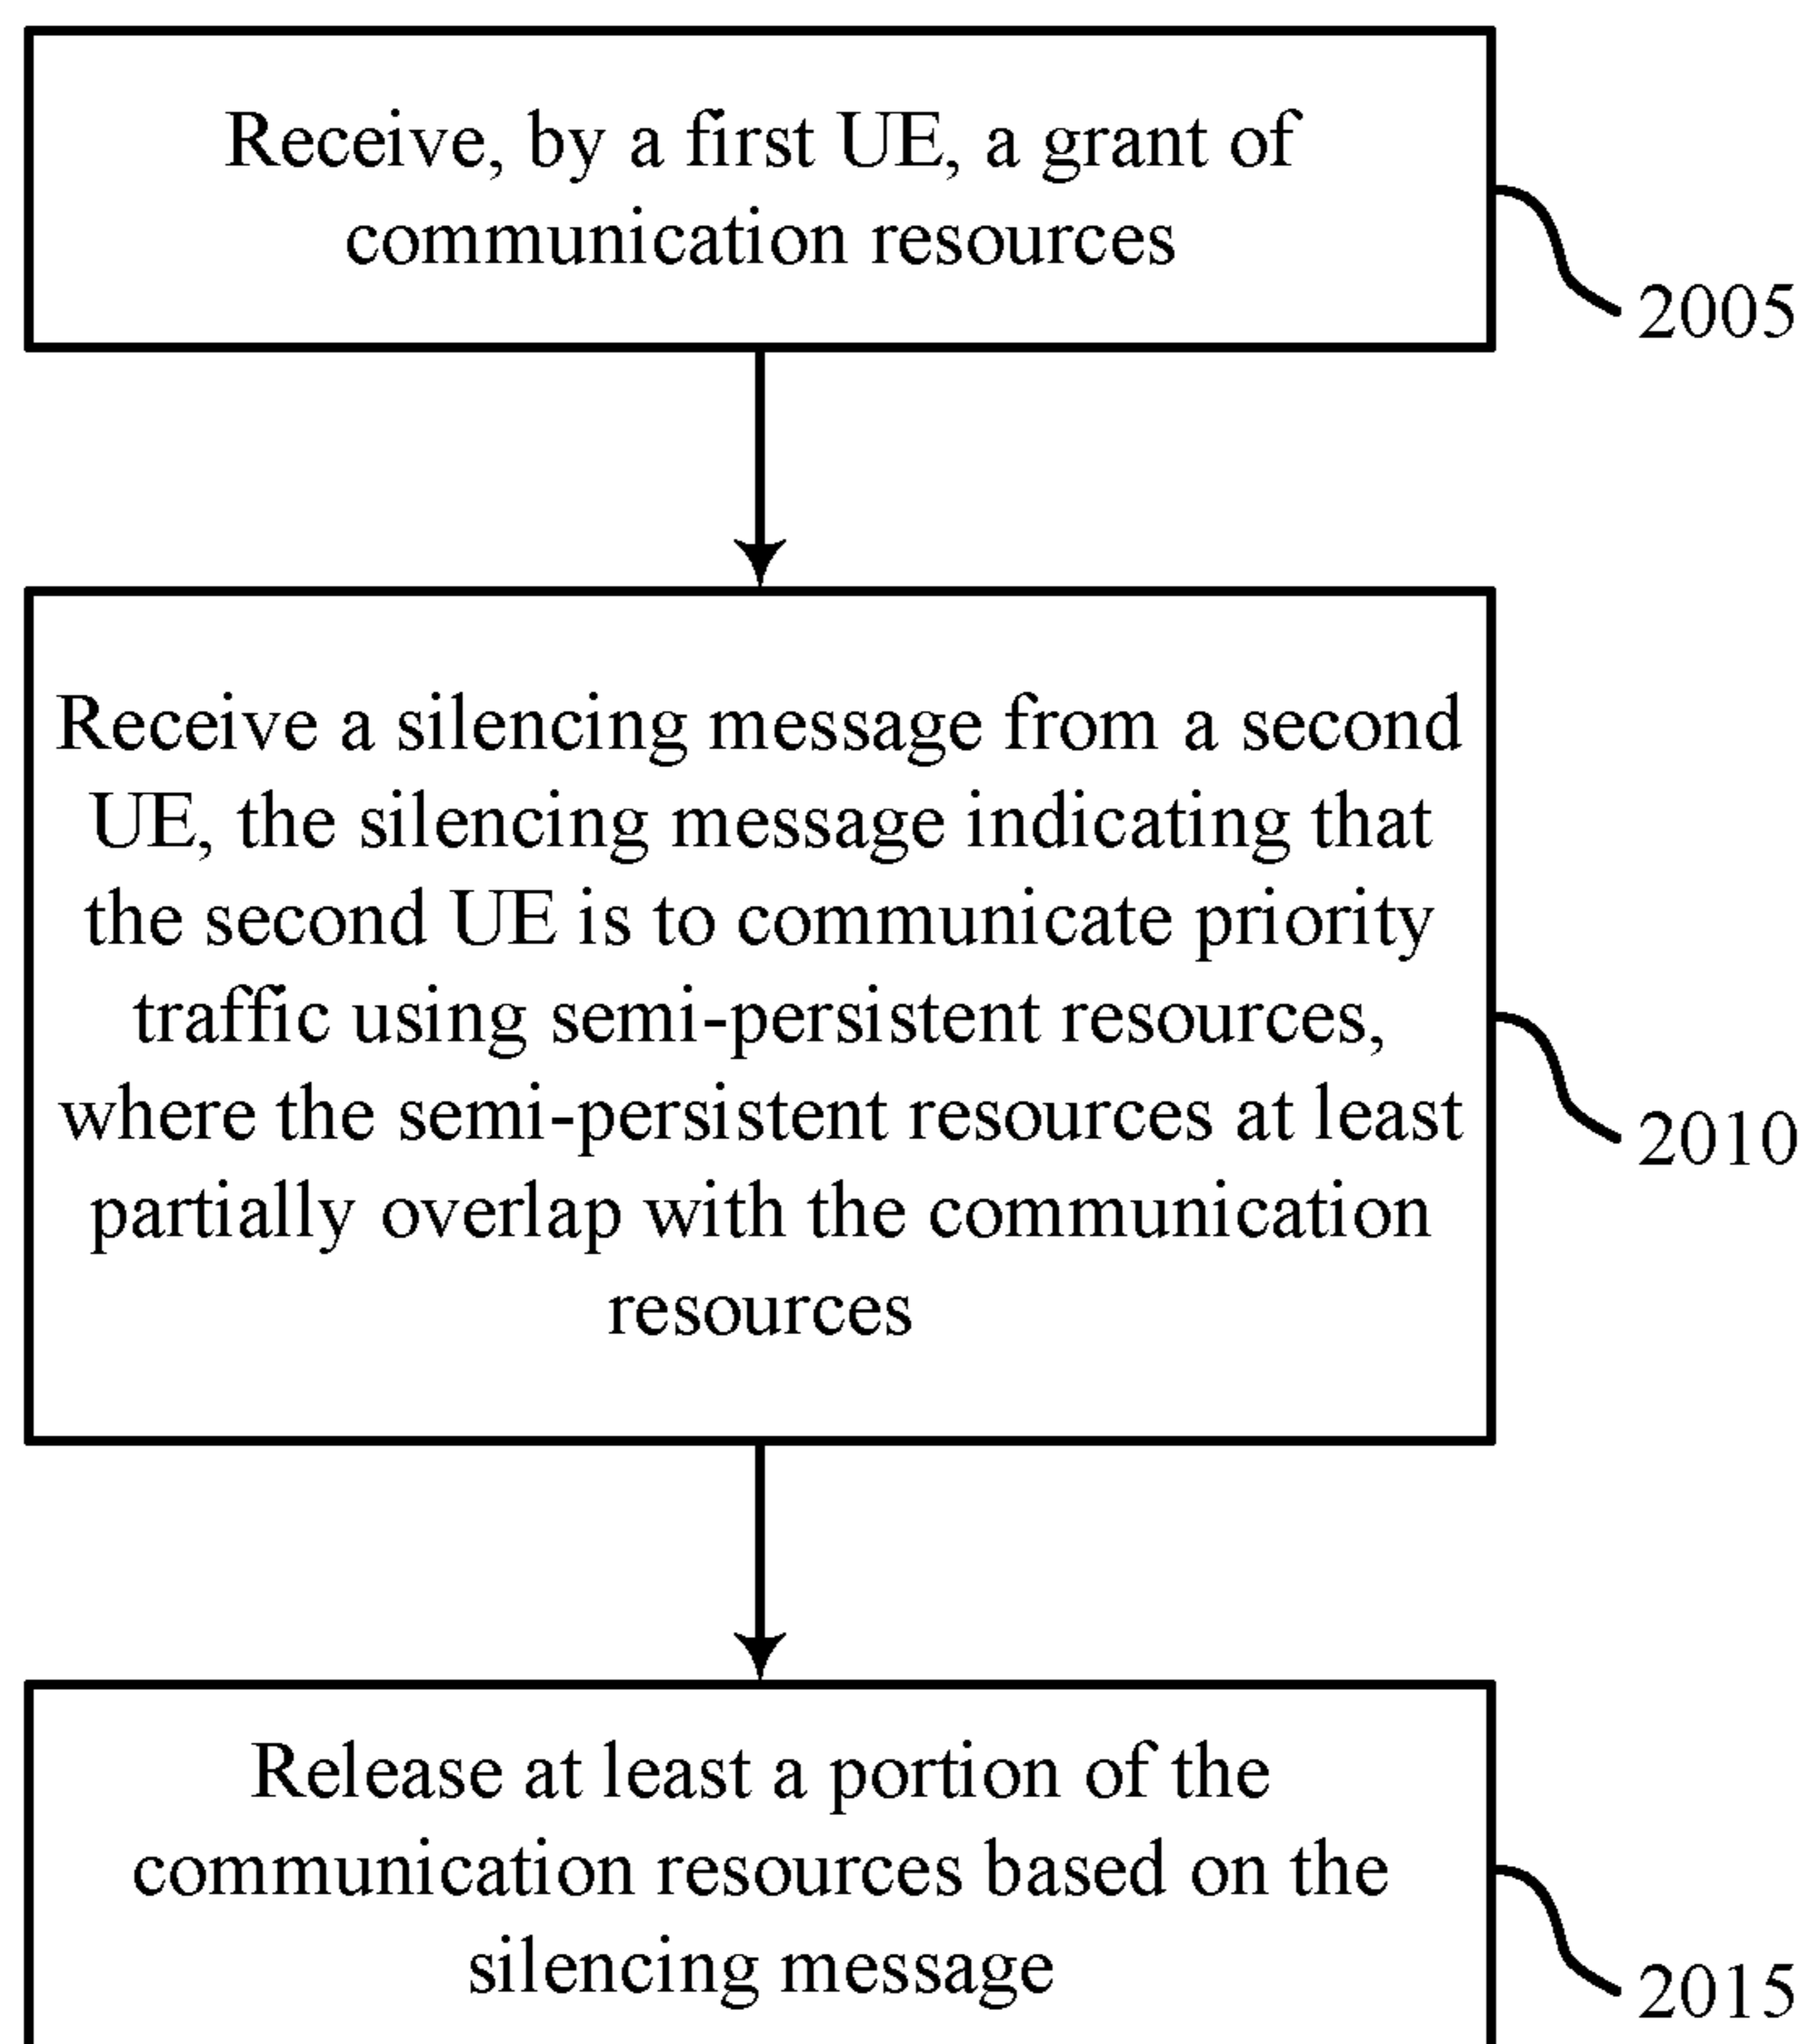 Receive, by a first UE, a grant of
communication resources
2005
Receive a silencing message from a second
UE, the silencing message indicating that
the second UE is to communicate priority
traffic using semi-persistent resources,
where the semi-persistent resources at least
partially overlap with the communication
resources
2010
Release at least a portion of the
communication resources based on the
silencing message
2015